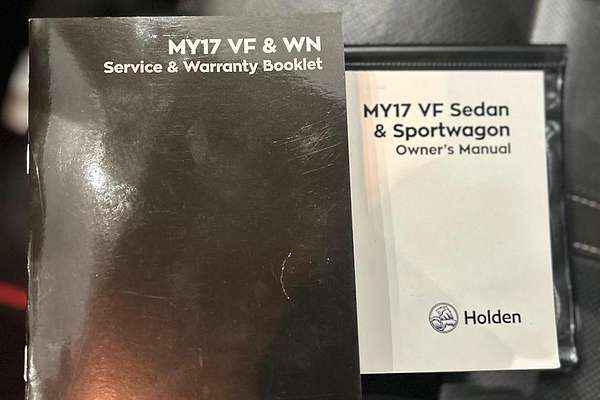 MY17 VF & WN
Service & Warranty Booklet
MY17 VF Sedan
& Sportwagon
Owner's Manual
Holden